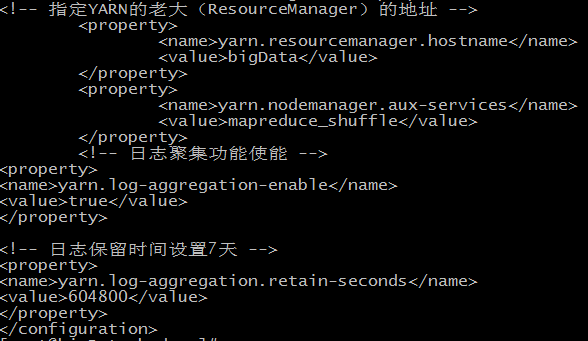 <!-- 指定YARN的老大（ResourceManager）的地址 -->
<property>
<name>yarn.resourcemanager.hostname</name>
<value>bigData</value>
</property>
<property>
<name>yarn.nodemanager.aux-services</name>
<value>mapreduce_shuffle</value>
</property>
<!-- 日志聚集功能使能 -->
<property>
<name>yarn.log-aggregation-enable</name>
<value>true</value>
</property>
<!-- 日志保留时间设置7天 -->
<property>
<name>yarn.log-aggregation.retain-seconds</name>
<value>604800</value>
</property>
</configuration>